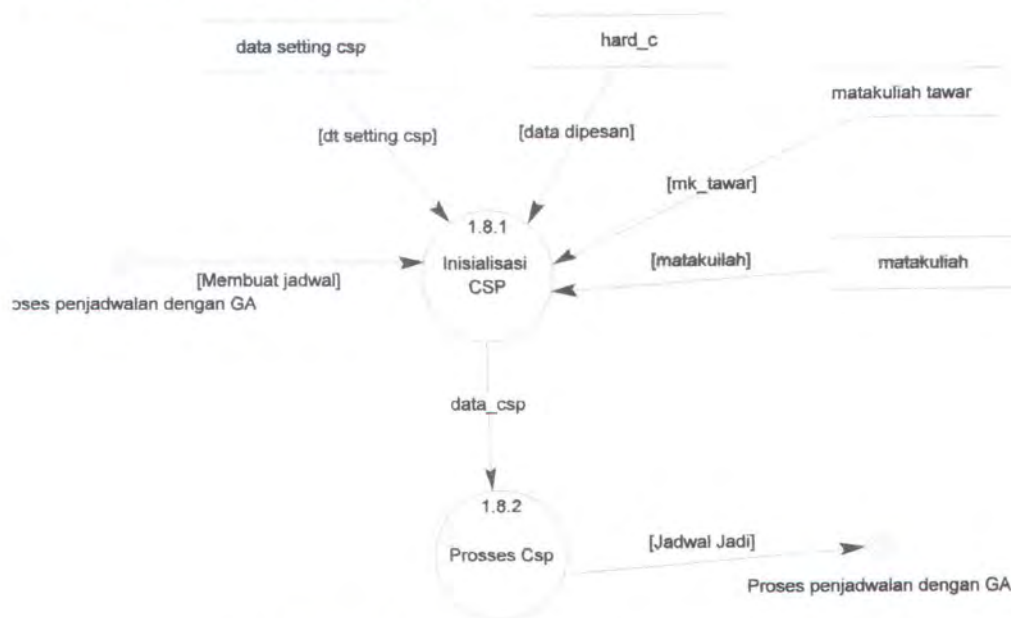 data setting csp
hard_c
matakuliah tawar
[dt setting csp]
[data dipesan]
[mk_tawar]
1.8.1
Inisialisasi
CSP
[matakuilah]
matakuliah
[Membuat jadwal]
oses penjadwalan dengan GA
data_csp
1.8.2
Prosses Csp
[Jadwal Jadi]
Proses penjadwalan dengan GA